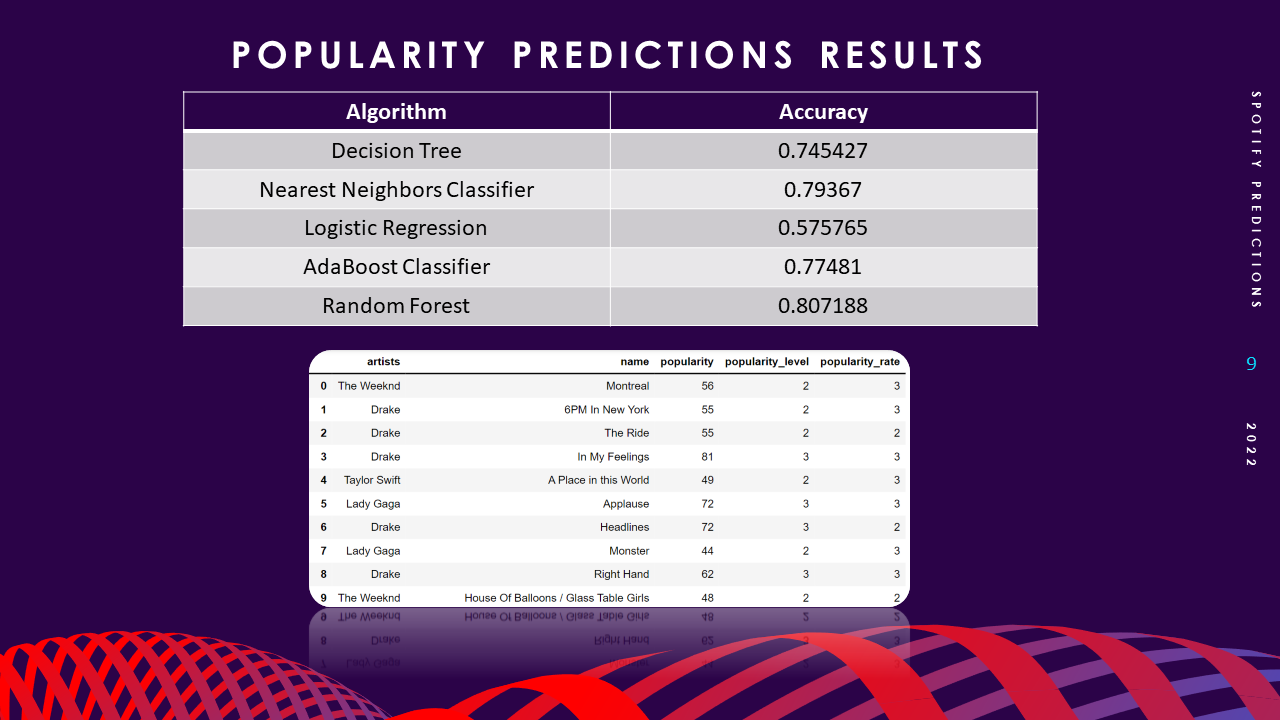 POPULARITY PREDICTIONS RESULTS
Algorithm Accuracy
Decision Tree 0.745427
Nearest Neighbors Classifier 0.79367
Logistic Regression 0.575765
AdaBoost Classifier 0.77481
Random Forest 0.807188
artists name popularity popularity_level popularity_rate
0 The Weeknd Montreal 56 2 3
1 Drake 6PM In New York 55 2 3
2 Drake The Ride 55 2 2
3 Drake In My Feelings 81 3 3
4 Taylor Swift A Place in this World 49 2 3
5 Lady Gaga Applause 72 3 3
6 Drake Headlines 72 3 2
7 Lady Gaga Monster 44 2 3
8 Drake Right Hand 62 3 3
9 The Weeknd House Of Balloons / Glass Table Girls 48 2 2
SPOTIFY PREDICTIONS
9
2022